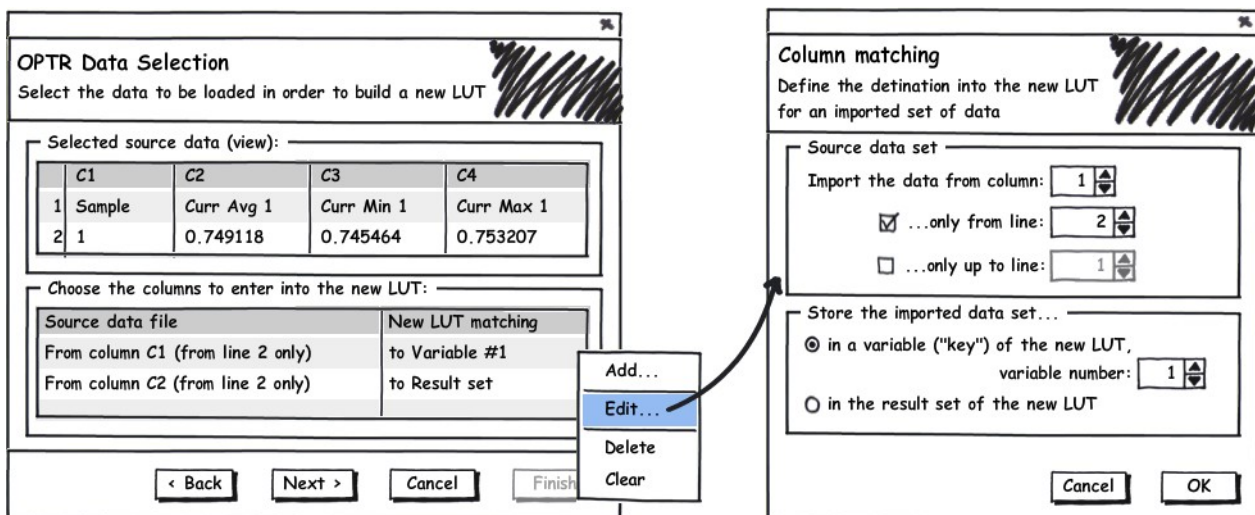 OPTR Data Selection
Select the data to be loaded in order to build a new LUT
Selected source data (view):
C1 C2 C3 C4
1 Sample Curr Avg 1 Curr Min 1 Curr Max 1
2 1 0.749118 0.745464 0.753207
Choose the columns to enter into the new LUT:
Source data file New LUT matching
From column C1 (from line 2 only) to Variable #1
From column C2 (from line 2 only) to Result set
< Back Next > Cancel Finish
Add...
Edit...
Delete
Clear
Column matching
Define the detination into the new LUT
for an imported set of data
Source data set
Import the data from column: 1
...only from line: 2
...only up to line: 1
Store the imported data set...
in a variable ("key") of the new LUT,
variable number: 1
in the result set of the new LUT
Cancel OK